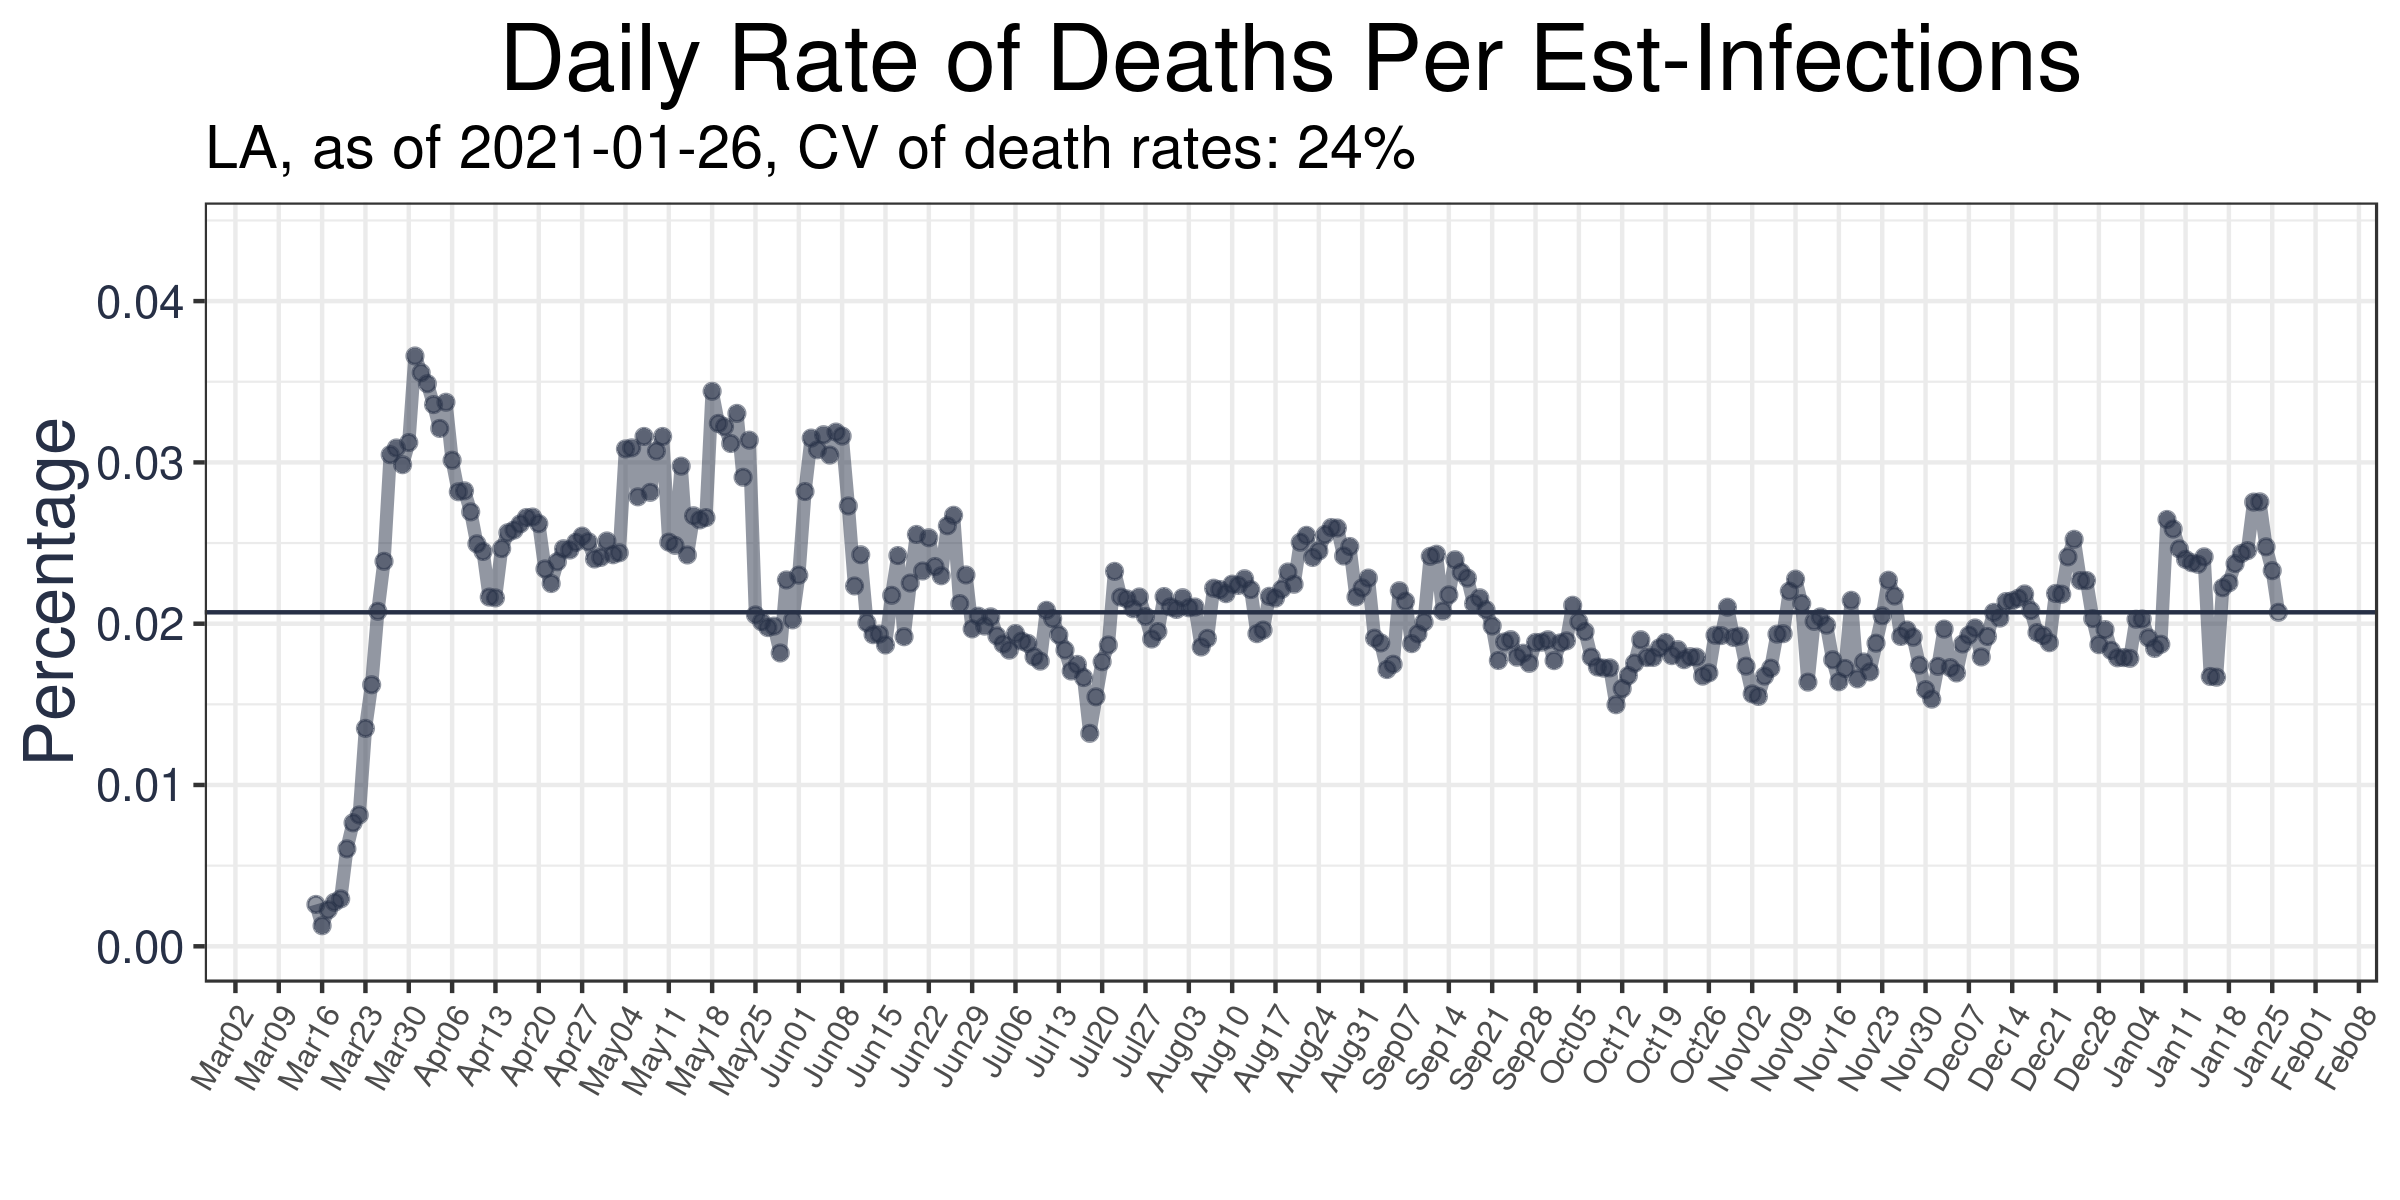 Daily Rate of Deaths Per Est-Infections
LA, as of 2021-01-26, CV of death rates: 24%
Percentage
0.04
0.03
0.02
0.01
0.00
Mar02 Mar09 Mar16 Mar23 Mar30 Apr06 Apr13 Apr20 Apr27 May04 May11 May18 May25 Jun01 Jun08 Jun15 Jun22 Jun29 Jul06 Jul13 Jul20 Jul27 Aug03 Aug10 Aug17 Aug24 Aug31 Sep07 Sep14 Sep21 Sep28 Oct05 Oct12 Oct19 Oct26 Nov02 Nov09 Nov16 Nov23 Nov30 Dec07 Dec14 Dec21 Dec28 Jan04 Jan11 Jan18 Jan25 Feb01 Feb08